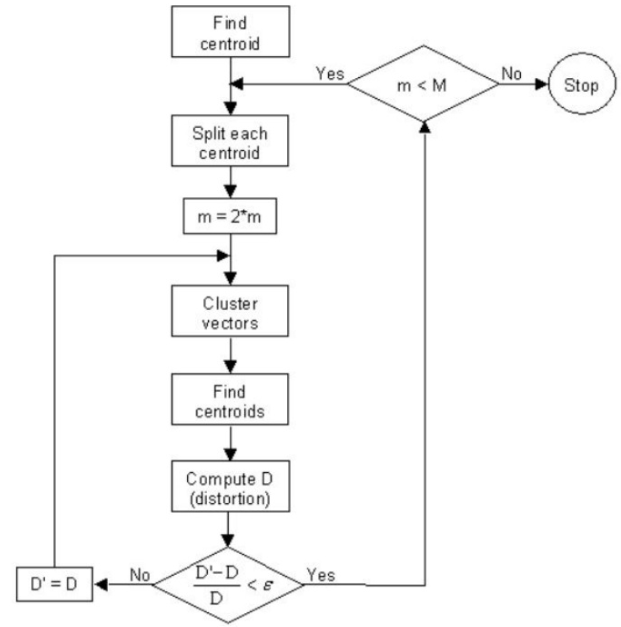 Find
centroid
Yes
m < M
No
Stop
Split each
centroid
m = 2*m
Cluster
vectors
Find
centroids
Compute D
(distortion)
D' = D
No
D'−D
D
< ε
Yes